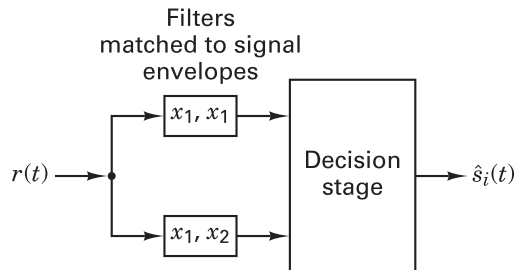 Filters
matched to signal
envelopes
x1, x1
r(t)
Decision
stage
ŝi(t)
x1, x2